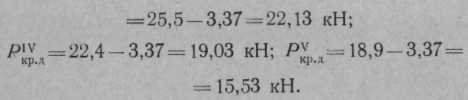 =25,5−3,37=22,13 кН;
P^IV_кр.д=22,4−3,37=19,03 кН; P^V_кр.д=18,9−3,37=
=15,53 кН.